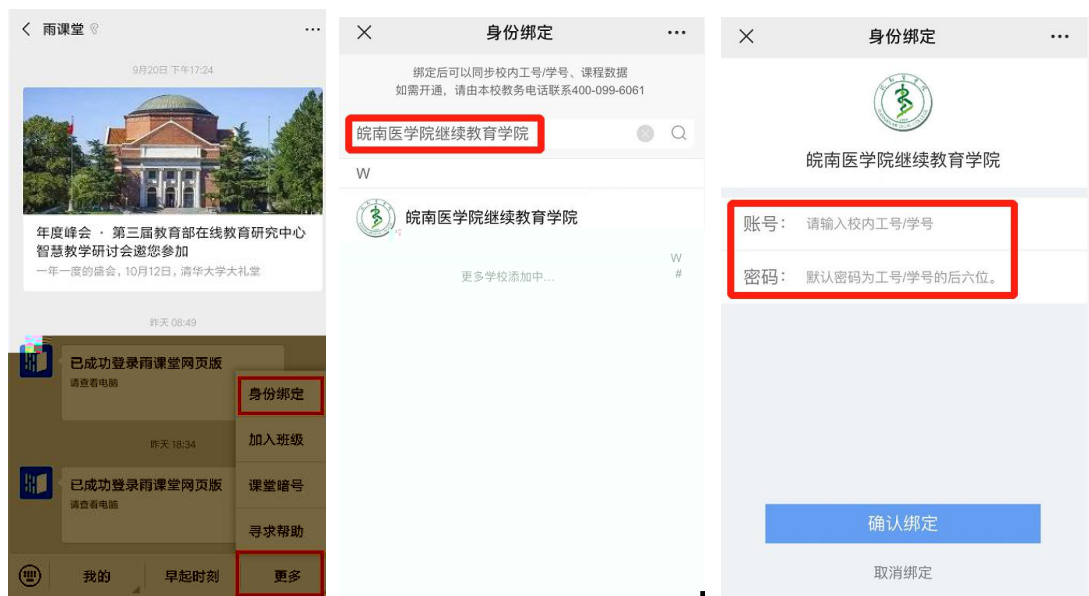 雨课堂
9月20日 下午17:24
年度峰会 · 第三届教育部在线教育研究中心
智慧教学研讨会邀您参加
一年一度的盛会，10月12日，清华大学大礼堂
昨天 08:49
已成功登录雨课堂网页版
请查看电脑
身份绑定
昨天 18:34
加入班级
已成功登录雨课堂网页版
请查看电脑
课堂暗号
寻求帮助
我的
早起时刻
更多
身份绑定
绑定后可以同步校内工号/学号、课程数据
如需开通，请由本校教务电话联系400-099-6061
皖南医学院继续教育学院
W
皖南医学院继续教育学院
更多学校添加中...
W
#
身份绑定
皖南医学院继续教育学院
账号： 请输入校内工号/学号
密码： 默认密码为工号/学号的后六位。
确认绑定
取消绑定